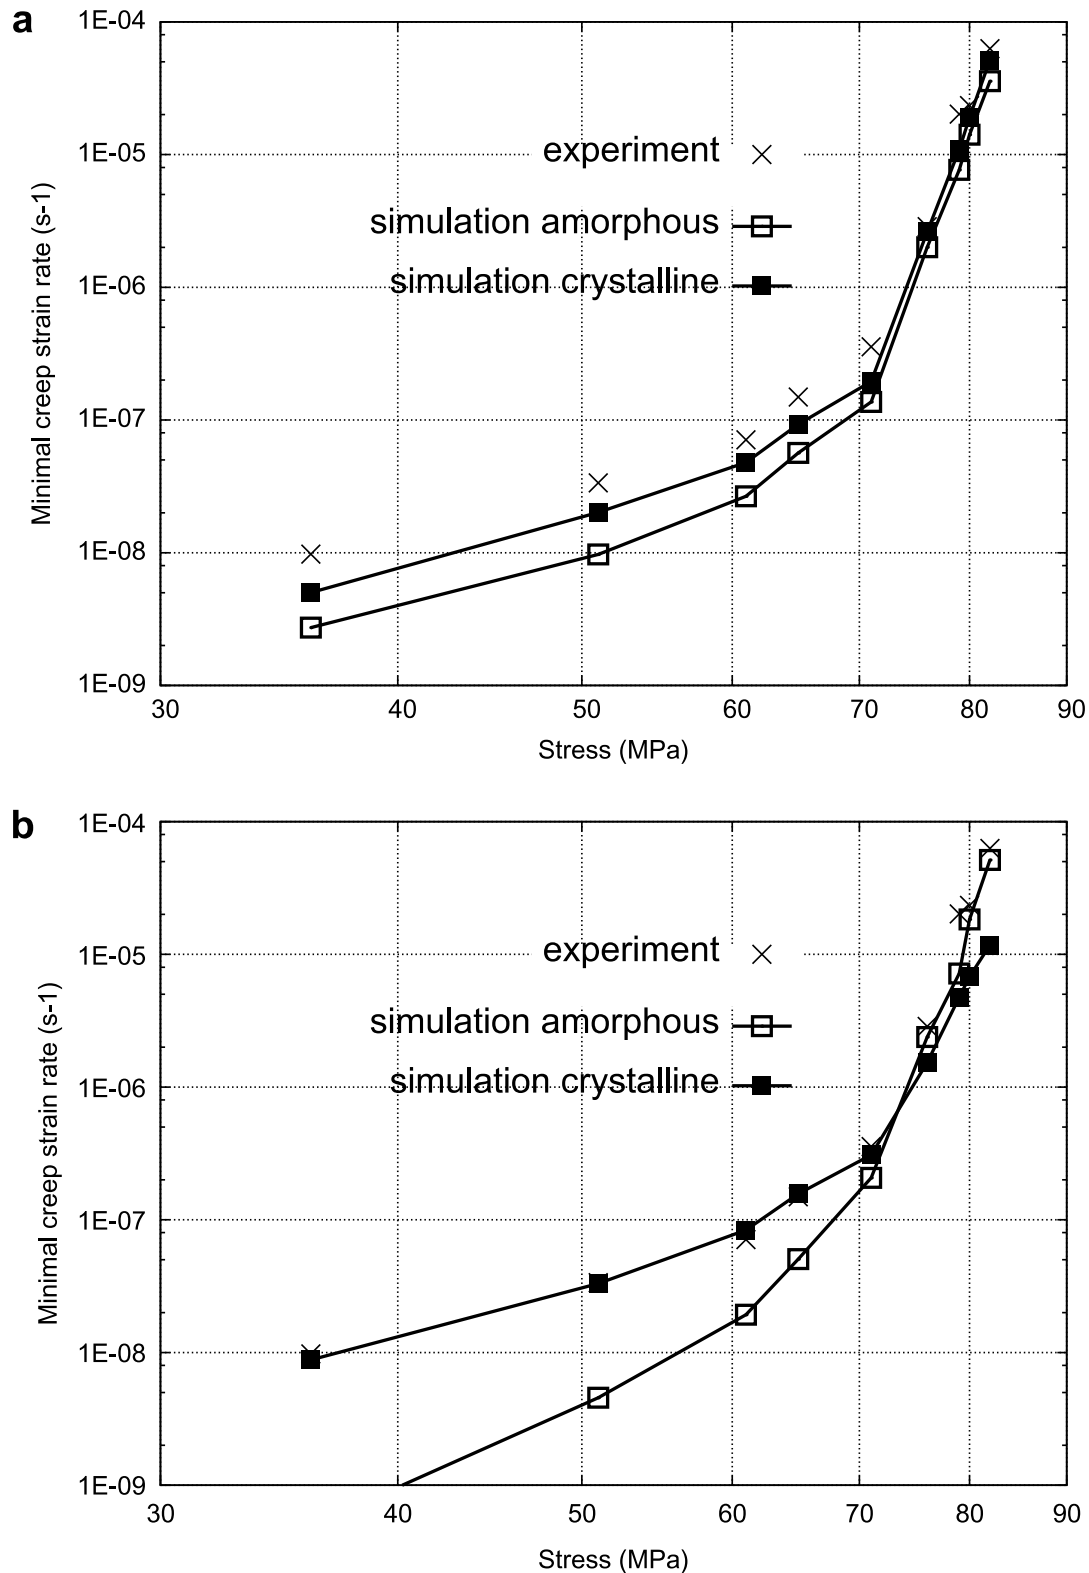 a
1E-04
1E-05
1E-06
1E-07
1E-08
1E-09
Minimal creep strain rate (s-1)
experiment
simulation amorphous
simulation crystalline
30 40 50 60 70 80 90
Stress (MPa)
b
1E-04
1E-05
1E-06
1E-07
1E-08
1E-09
Minimal creep strain rate (s-1)
experiment
simulation amorphous
simulation crystalline
30 40 50 60 70 80 90
Stress (MPa)